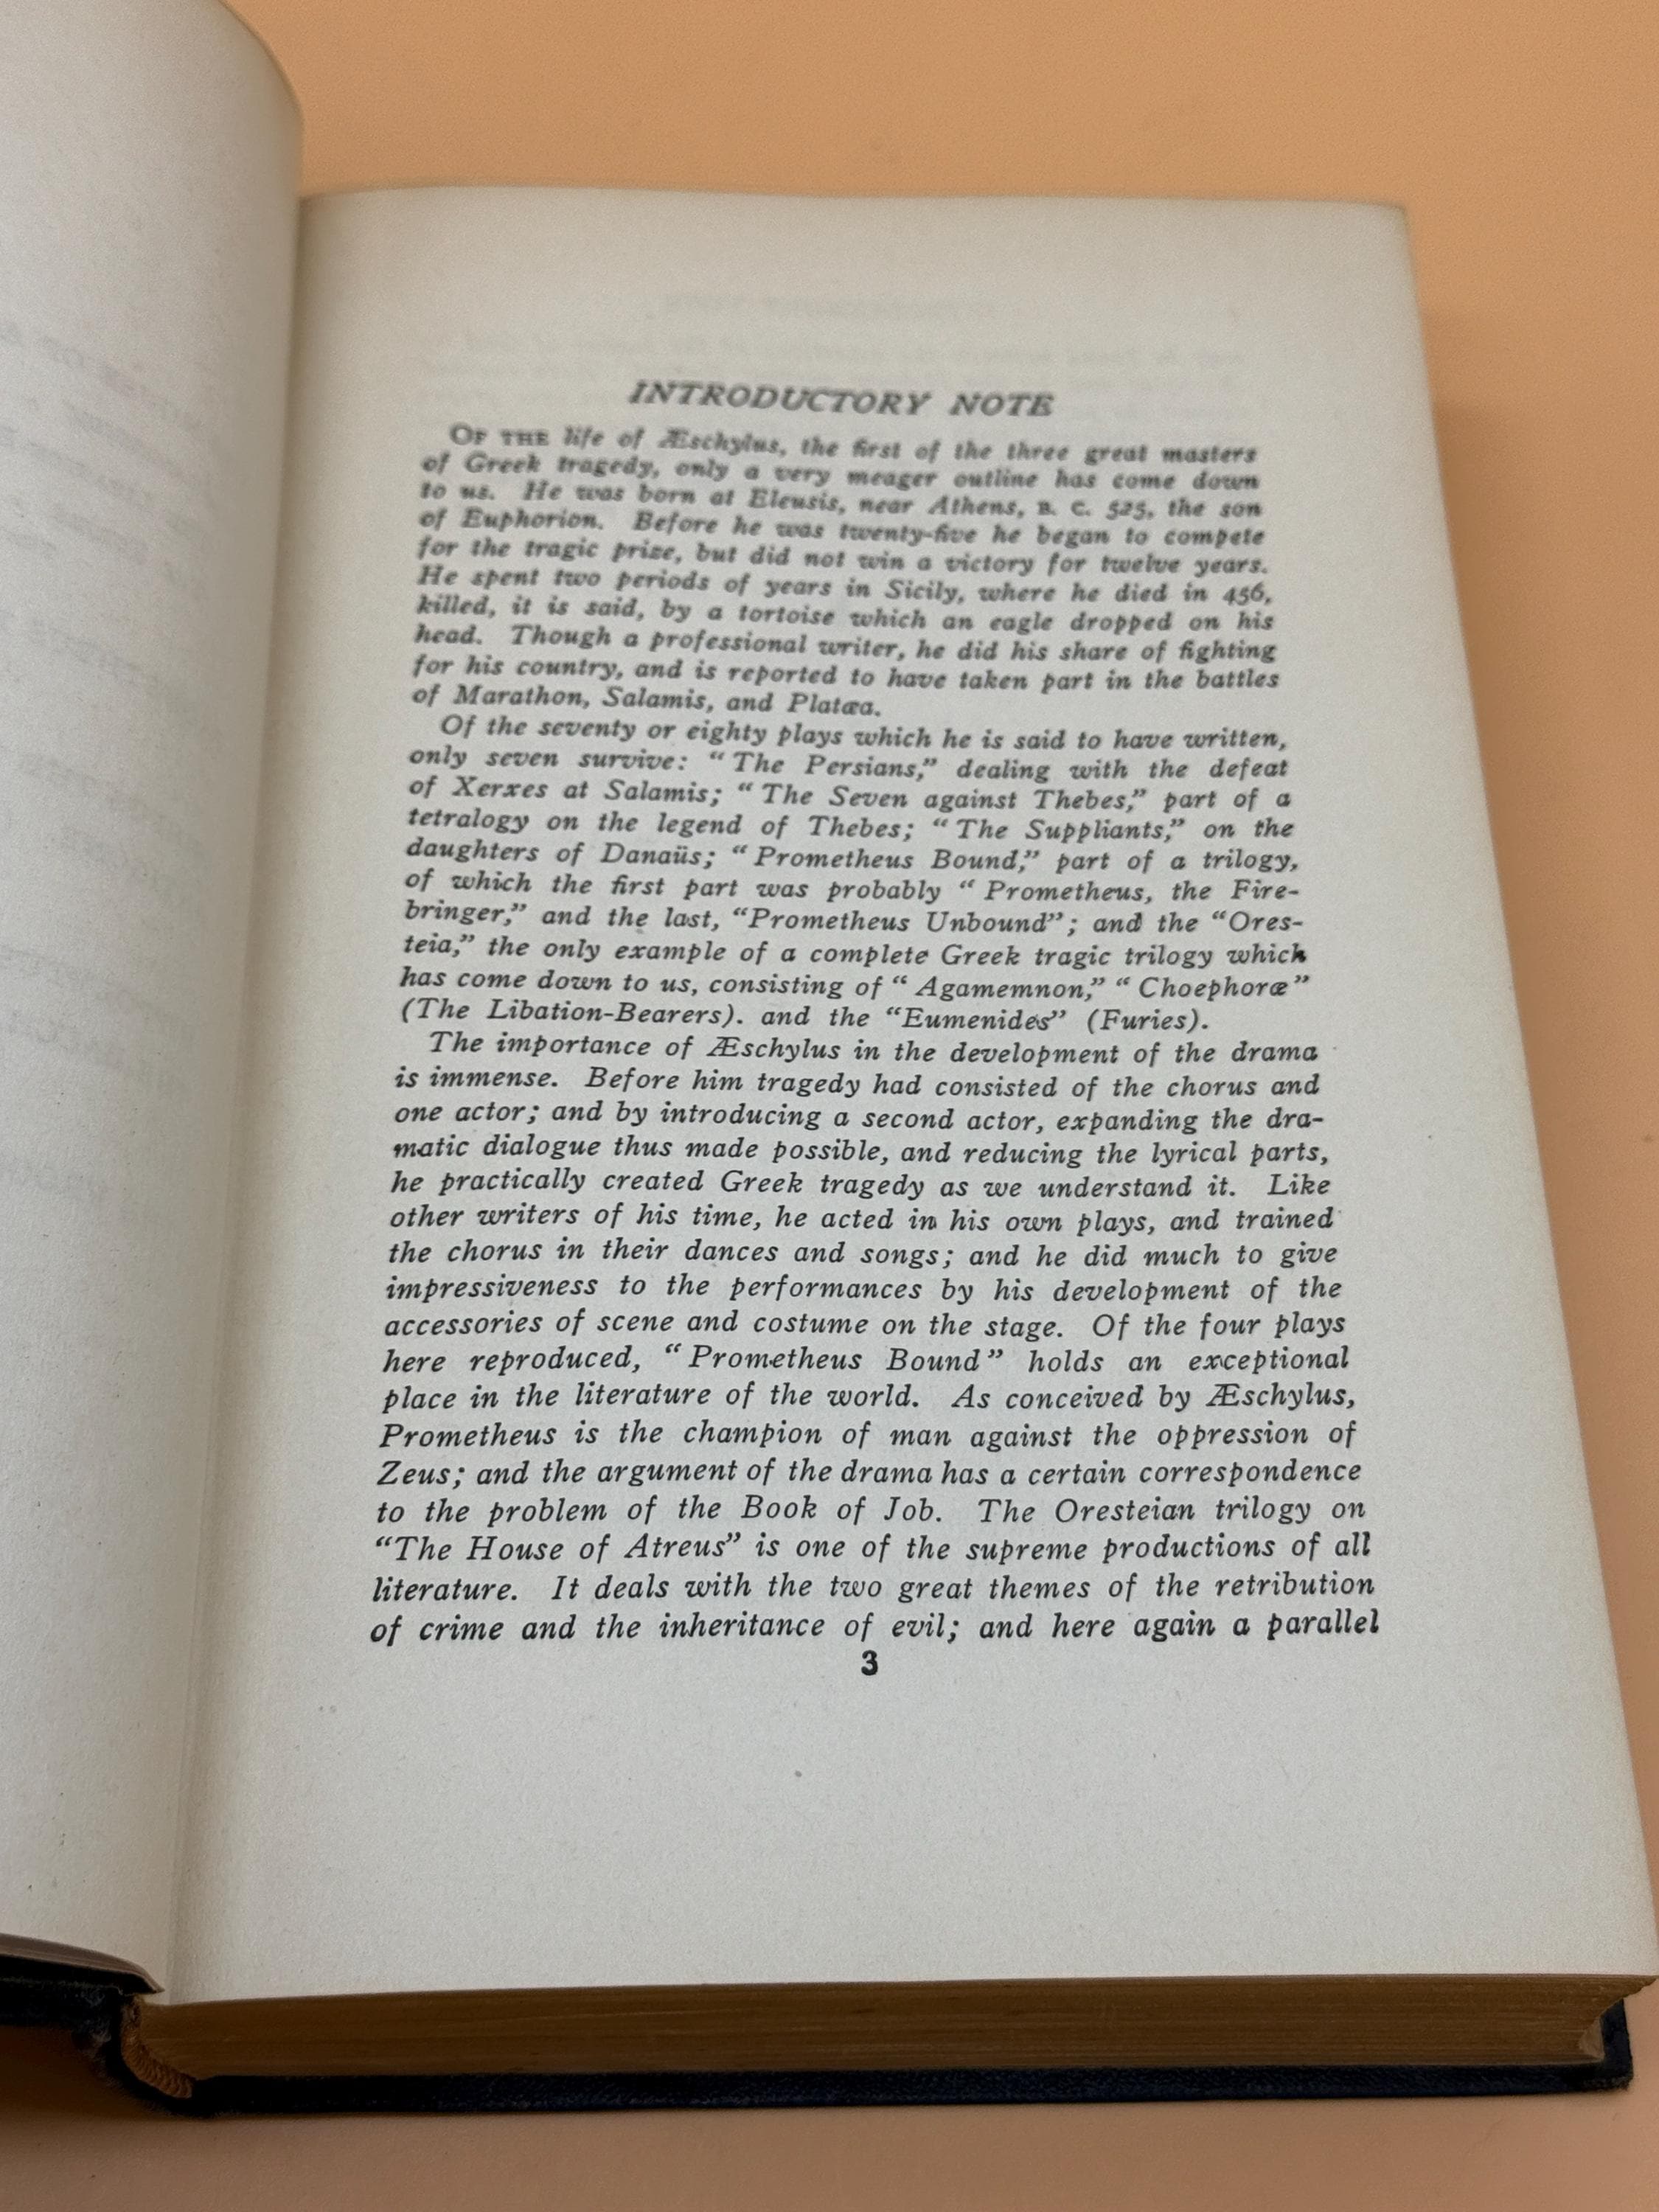 INTRODUCTORY NOTE
OF THE life of Æschylus, the first of the three great masters
of Greek tragedy, only a very meager outline has come down
to us. He was born at Eleusis, near Athens, B. C. 525, the son
of Euphorion. Before he was twenty-five he began to compete
for the tragic prize, but did not win a victory for twelve years.
He spent two periods of years in Sicily, where he died in 456,
killed, it is said, by a tortoise which an eagle dropped on his
head. Though a professional writer, he did his share of fighting
for his country, and is reported to have taken part in the battles
of Marathon, Salamis, and Platæa.
Of the seventy or eighty plays which he is said to have written,
only seven survive: “The Persians,” dealing with the defeat
of Xerxes at Salamis; “The Seven against Thebes,” part of a
tetralogy on the legend of Thebes; “The Suppliants,” on the
daughters of Danaüs; “Prometheus Bound,” part of a trilogy,
of which the first part was probably “Prometheus, the Fire-
bringer,” and the last, “Prometheus Unbound”; and the “Ores-
teia,” the only example of a complete Greek tragic trilogy which
has come down to us, consisting of “Agamemnon,” “Choephoræ”
(The Libation-Bearers). and the “Eumenides” (Furies).
The importance of Æschylus in the development of the drama
is immense. Before him tragedy had consisted of the chorus and
one actor; and by introducing a second actor, expanding the dra-
matic dialogue thus made possible, and reducing the lyrical parts,
he practically created Greek tragedy as we understand it. Like
other writers of his time, he acted in his own plays, and trained
the chorus in their dances and songs; and he did much to give
impressiveness to the performances by his development of the
accessories of scene and costume on the stage. Of the four plays
here reproduced, “Prometheus Bound” holds an exceptional
place in the literature of the world. As conceived by Æschylus,
Prometheus is the champion of man against the oppression of
Zeus; and the argument of the drama has a certain correspondence
to the problem of the Book of Job. The Oresteian trilogy on
“The House of Atreus” is one of the supreme productions of all
literature. It deals with the two great themes of the retribution
of crime and the inheritance of evil; and here again a parallel
3